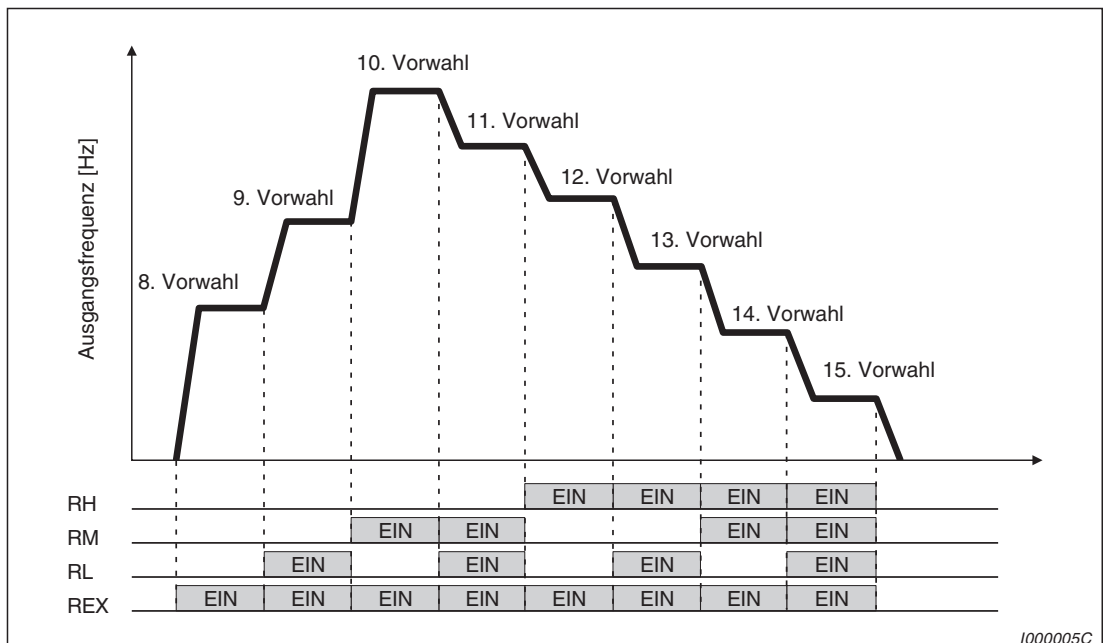 10. Vorwahl
11. Vorwahl
12. Vorwahl
9. Vorwahl
13. Vorwahl
8. Vorwahl
14. Vorwahl
15. Vorwahl
Ausgangsfrequenz [Hz]
RH EIN EIN EIN EIN
RM EIN EIN EIN EIN
RL EIN EIN EIN EIN
REX EIN EIN EIN EIN EIN EIN EIN EIN
I000005C